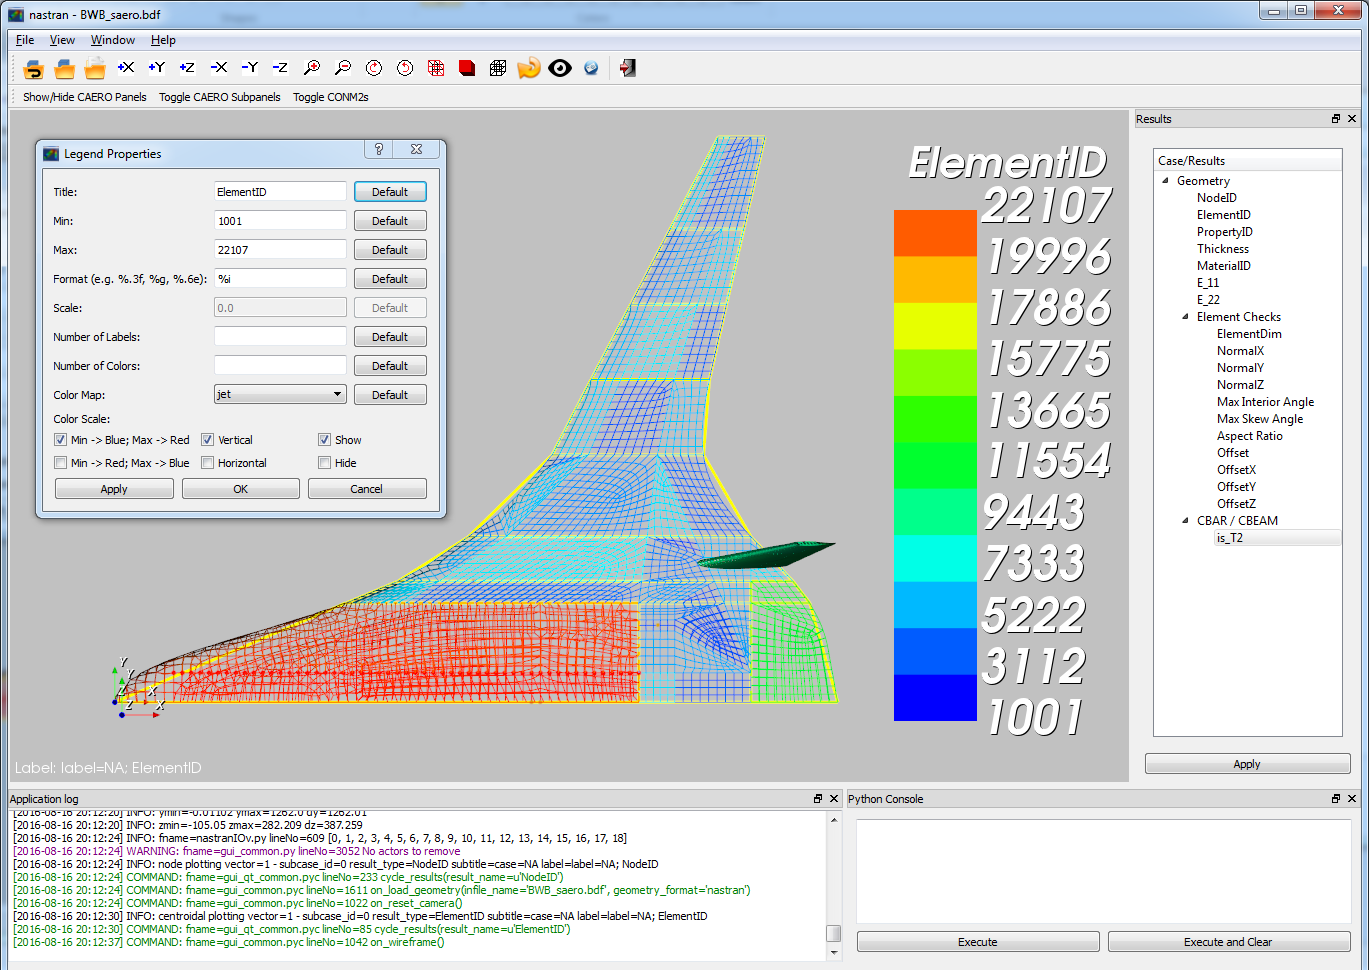 nastran - BWB_saero.bdf
File View Window Help
+X +Y +Z -X -Y -Z
Show/Hide CAERO Panels Toggle CAERO Subpanels Toggle CONM2s
Legend Properties
Title: ElementID Default
Min: 1001 Default
Max: 22107 Default
Format (e.g. %.3f, %g, %.6e): %i Default
Scale: 0.0 Default
Number of Labels: Default
Number of Colors: Default
Color Map: jet Default
Color Scale:
Min -> Blue; Max -> Red Vertical Show
Min -> Red; Max -> Blue Horizontal Hide
Apply OK Cancel
ElementID
22107
19996
17886
15775
13665
11554
9443
7333
5222
3112
1001
Y
Y
Z X
Z X
Label: label=NA; ElementID
Results
Case/Results
Geometry
NodeID
ElementID
PropertyID
Thickness
MaterialID
E_11
E_22
Element Checks
ElementDim
NormalX
NormalY
NormalZ
Max Interior Angle
Max Skew Angle
Aspect Ratio
Offset
OffsetX
OffsetY
OffsetZ
CBAR / CBEAM
is_T2
Apply
Application log
[2016-08-16 20:12:20] INFO: ymin=-0.01102 ymax=1262.0 dy=1262.01
[2016-08-16 20:12:20] INFO: zmin=-105.05 zmax=282.209 dz=387.259
[2016-08-16 20:12:24] INFO: fname=nastranIOv.py lineNo=609 [0, 1, 2, 3, 4, 5, 6, 7, 8, 9, 10, 11, 12, 13, 14, 15, 16, 17, 18]
[2016-08-16 20:12:24] WARNING: fname=gui_common.py lineNo=3052 No actors to remove
[2016-08-16 20:12:24] INFO: node plotting vector=1 - subcase_id=0 result_type=NodeID subtitle=case=NA label=label=NA; NodeID
[2016-08-16 20:12:24] COMMAND: fname=gui_qt_common.pyc lineNo=233 cycle_results(result_name=u'NodeID')
[2016-08-16 20:12:24] COMMAND: fname=gui_common.pyc lineNo=1611 on_load_geometry(infile_name='BWB_saero.bdf', geometry_format='nastran')
[2016-08-16 20:12:24] COMMAND: fname=gui_common.pyc lineNo=1022 on_reset_camera()
[2016-08-16 20:12:30] INFO: centroidal plotting vector=1 - subcase_id=0 result_type=ElementID subtitle=case=NA label=label=NA; ElementID
[2016-08-16 20:12:30] COMMAND: fname=gui_qt_common.pyc lineNo=85 cycle_results(result_name=u'ElementID')
[2016-08-16 20:12:37] COMMAND: fname=gui_common.pyc lineNo=1042 on_wireframe()
Python Console
Execute Execute and Clear